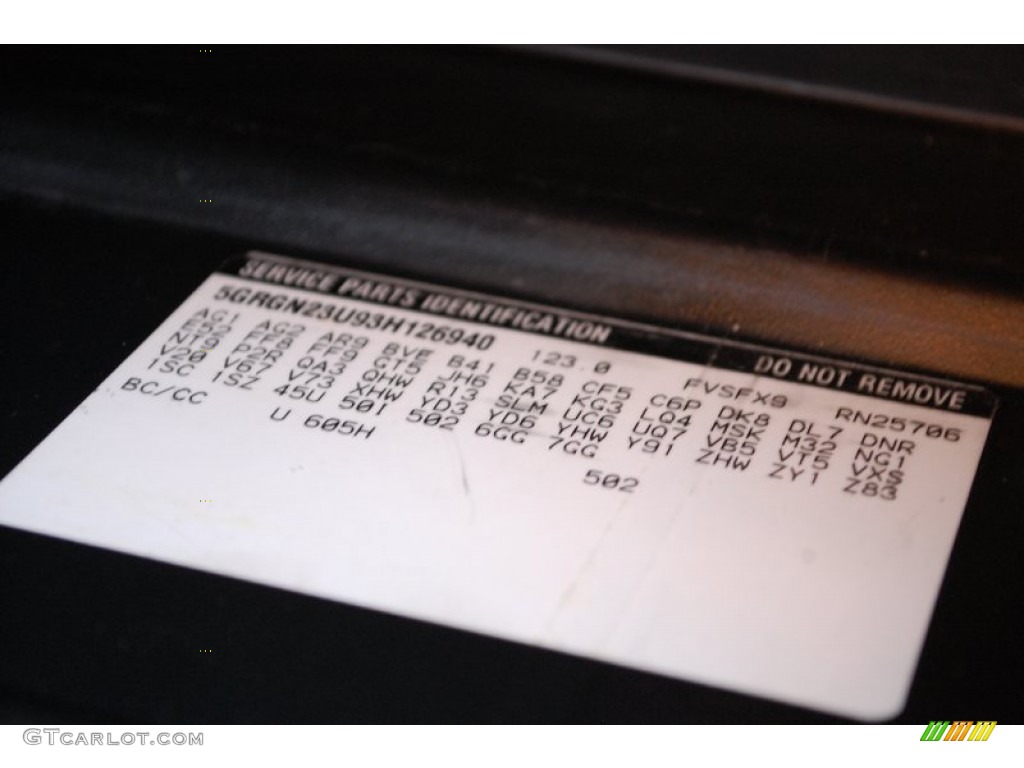 SERVICE PARTS IDENTIFICATION DO NOT REMOVE
5GRGN23U93H126940 123.0 FVSFX9 RN25706
AG1 AG2 AR9 BVE B41 B58 CF5 C6P DK8 DL7 DNR
E52 FF8 FF9 GT5 JH6 KA7 KG3 LQ4 MSK M32 NG1
NT9 P2R QA3 QHW R13 SLM UC6 UQ7 VB5 VT5 VXS
V20 V67 V73 XHW YD3 YD6 YHW Y91 ZHW ZY1 Z83
1SC 1SZ 45U 50I 502 6GG 7GG
BC/CC U 605H 502
GTCARLOT.COM